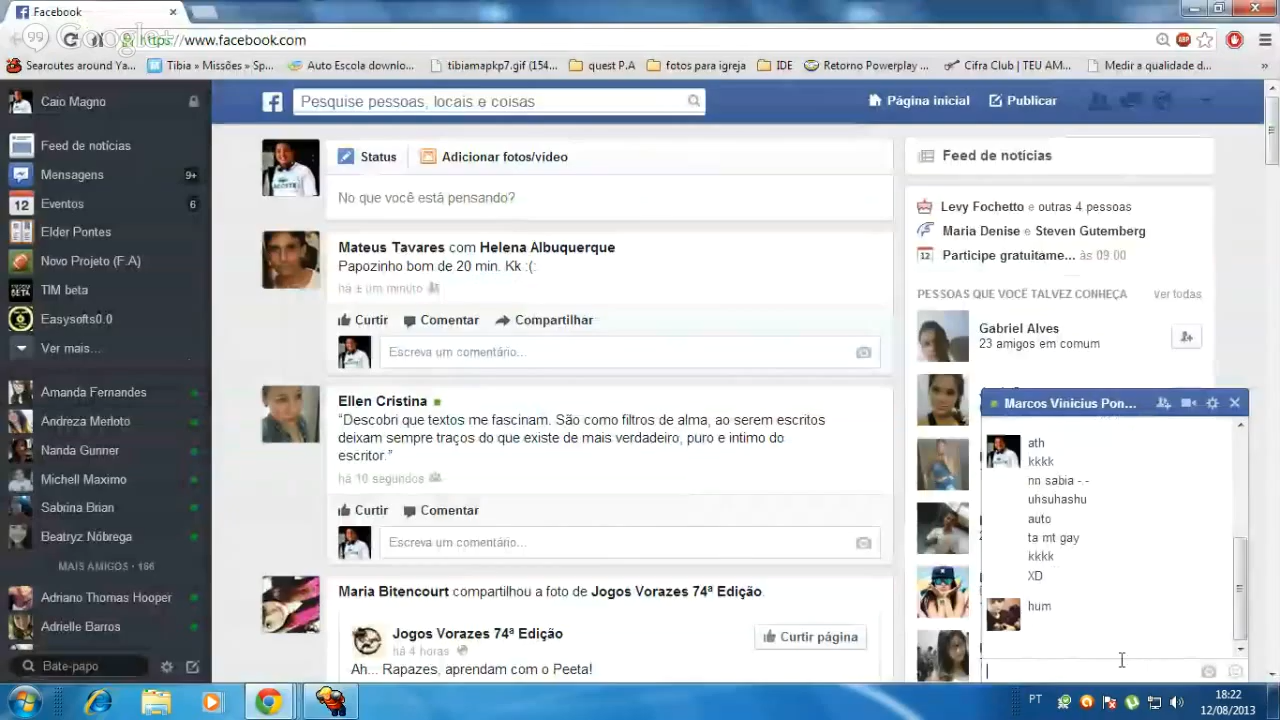 Facebook
Google+
https://www.facebook.com
Searoutes around Ya...
Tibia » Missões » Sp...
Auto Escola downlo...
tibiamapkp7.gif (154...
quest P.A
fotos para igreja
IDE
Retorno Powerplay ...
Cifra Club | TEU AM...
Medir a qualidade d...
»
Caio Magno
Feed de notícias
Mensagens 9+
12 Eventos 6
Elder Pontes
Novo Projeto (F.A)
TIM beta
Easysofts0.0
Ver mais...
Amanda Fernandes
Andreza Merloto
Nanda Gunner
Michell Maximo
Sabrina Brian
Beatryz Nóbrega
MAIS AMIGOS · 166
Adriano Thomas Hooper
Adrielle Barros
Bate-papo
Pesquise pessoas, locais e coisas
Página inicial
Publicar
Status
Adicionar fotos/vídeo
No que você está pensando?
Mateus Tavares com Helena Albuquerque
Papozinho bom de 20 min. Kk :(:
há ± um minuto
Curtir Comentar Compartilhar
Escreva um comentário...
Ellen Cristina
“Descobri que textos me fascinam. São como filtros de alma, ao serem escritos
deixam sempre traços do que existe de mais verdadeiro, puro e intimo do
escritor.”
há 10 segundos
Curtir Comentar
Escreva um comentário...
Maria Bitencourt compartilhou a foto de Jogos Vorazes 74ª Edição.
Jogos Vorazes 74ª Edição
há 4 horas
Curtir página
Ah... Rapazes, aprendam com o Peeta!
Feed de notícias
Levy Fochetto e outras 4 pessoas
Maria Denise e Steven Gutemberg
12 Participe gratuitame... às 09:00
PESSOAS QUE VOCÊ TALVEZ CONHEÇA
Ver todas
Gabriel Alves
23 amigos em comum
Marcos Vinicius Pon...
ath
kkkk
nn sabia - -
uhsuhashu
auto
ta mt gay
kkkk
XD
hum
PT
18:22
12/08/2013